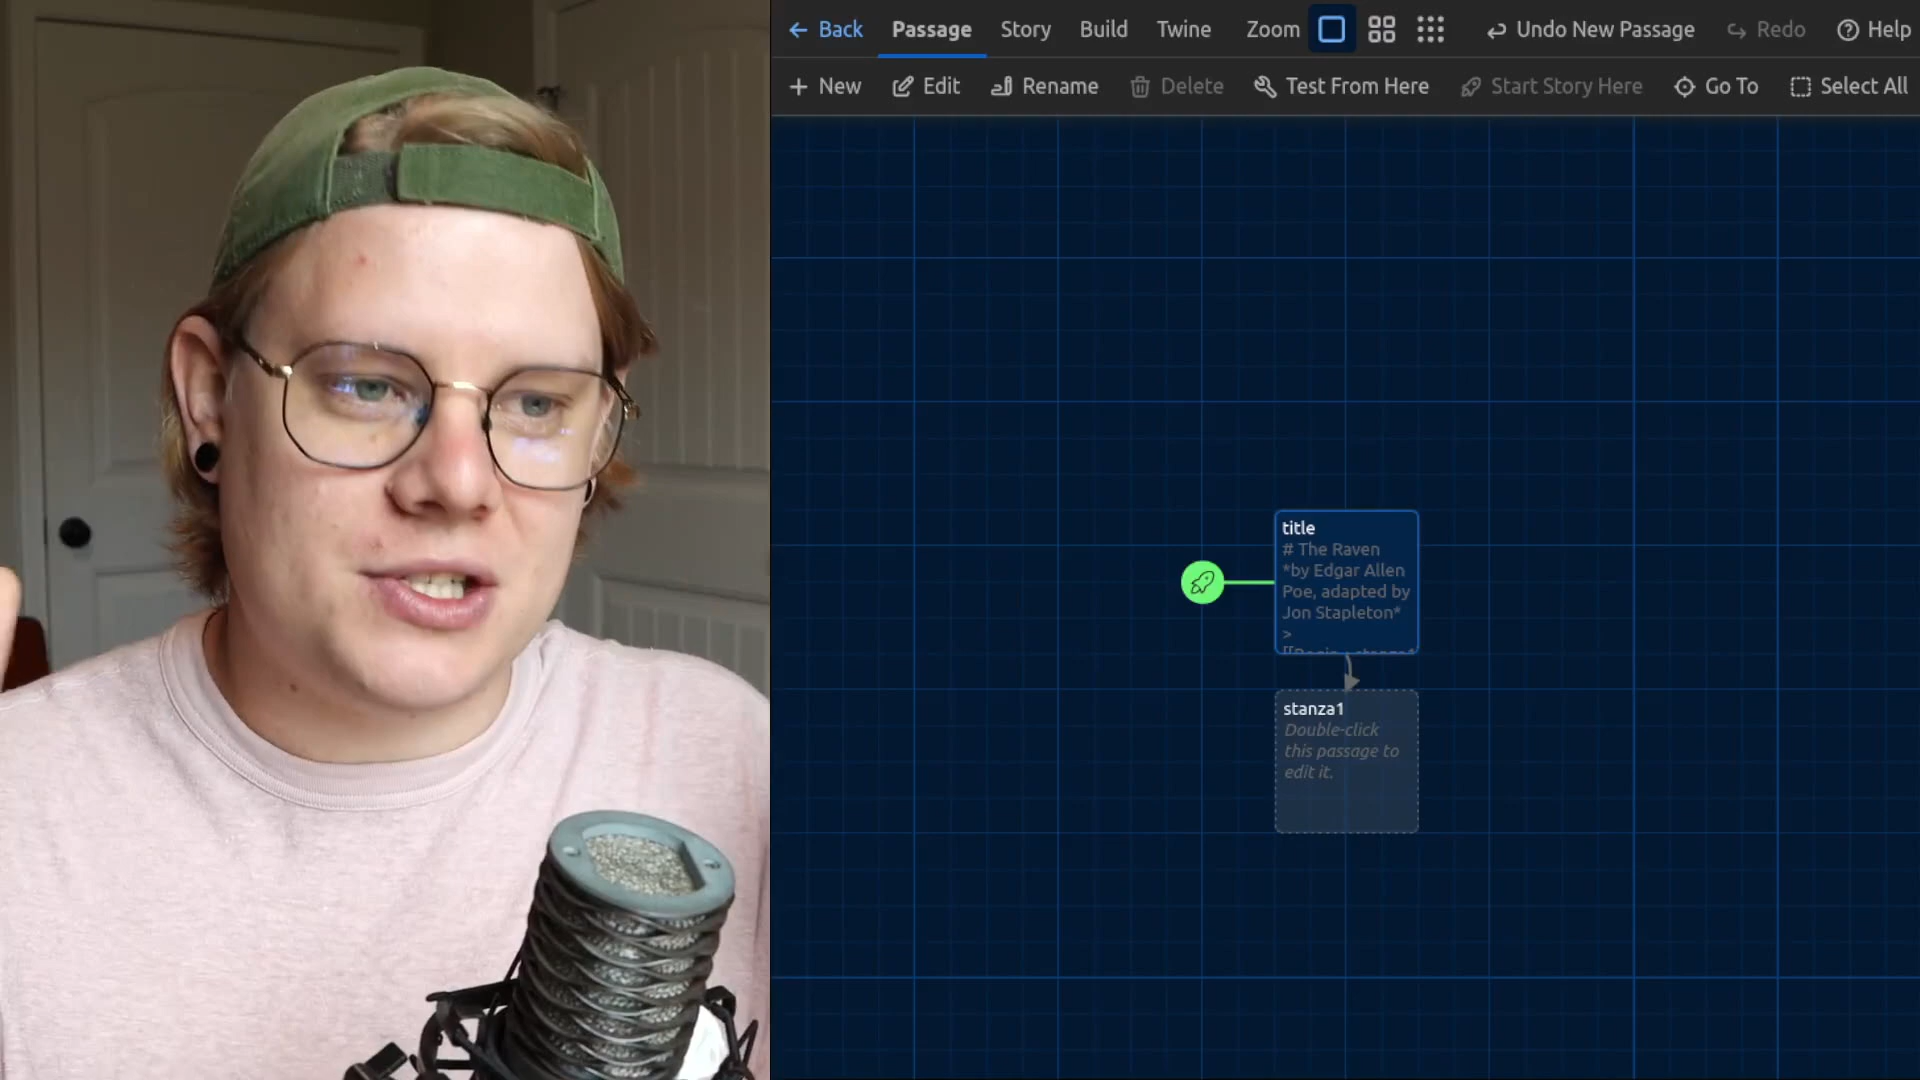 Back Passage Story Build Twine Zoom Undo New Passage Redo Help
New Edit Rename Delete Test From Here Start Story Here Go To Select All
title
# The Raven
*by Edgar Allen
Poe, adapted by
Jon Stapleton*
>
stanza1
Double-click
this passage to
edit it.